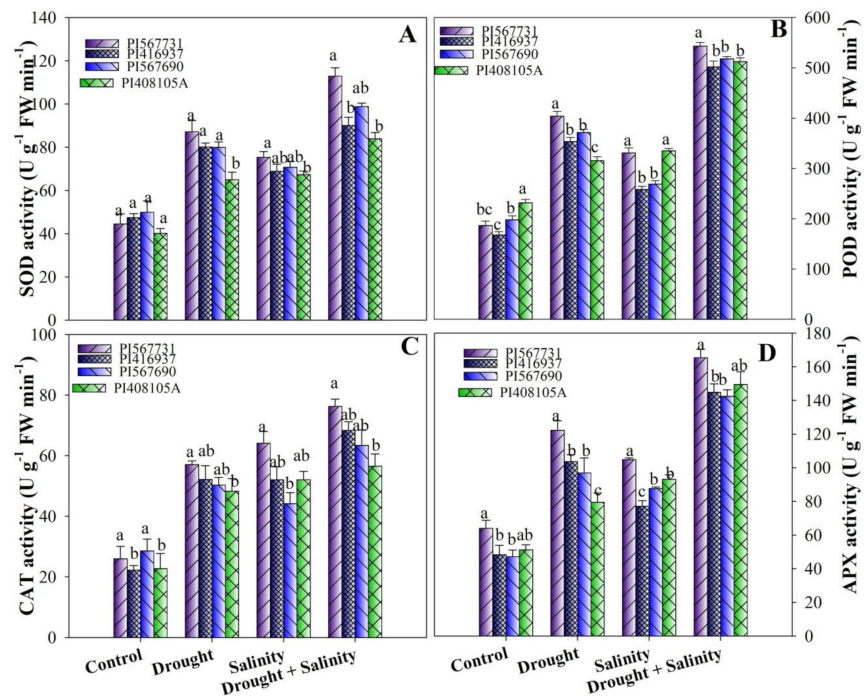 140
120
100
80
60
40
20
0
SOD activity (U g⁻¹ FW min⁻¹)
PI567731
PI416937
PI567690
PI408105A
A
a a a a
a a a b
a ab ab b
a b ab b
B
PI567731
PI416937
PI567690
PI408105A
bc c b a
a b b c
a b b a
a b b b
600
500
400
300
200
100
0
POD activity (U g⁻¹ FW min⁻¹)
100
80
60
40
20
0
CAT activity (U g⁻¹ FW min⁻¹)
PI567731
PI416937
PI567690
PI408105A
C
a b a b
a ab ab b
a ab b a
a ab ab b
Control
Drought
Salinity
Drought + Salinity
D
PI567731
PI416937
PI567690
PI408105A
a b b ab
a b b c
a c b b
a b b ab
Control
Drought
Salinity
Drought + Salinity
180
160
140
120
100
80
60
40
20
0
APX activity (U g⁻¹ FW min⁻¹)